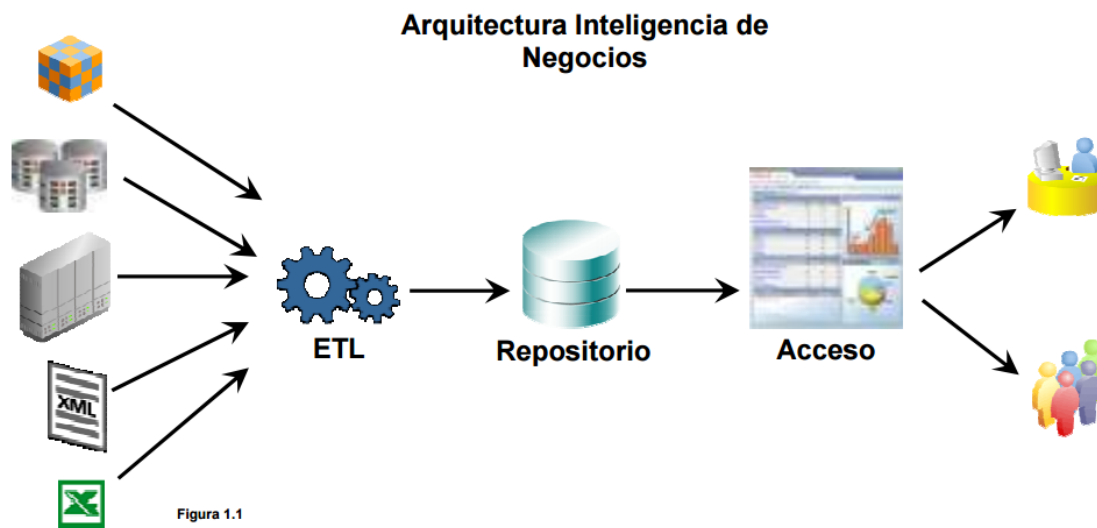 Arquitectura Inteligencia de
Negocios
XML
ETL
Repositorio
Acceso
Figura 1.1